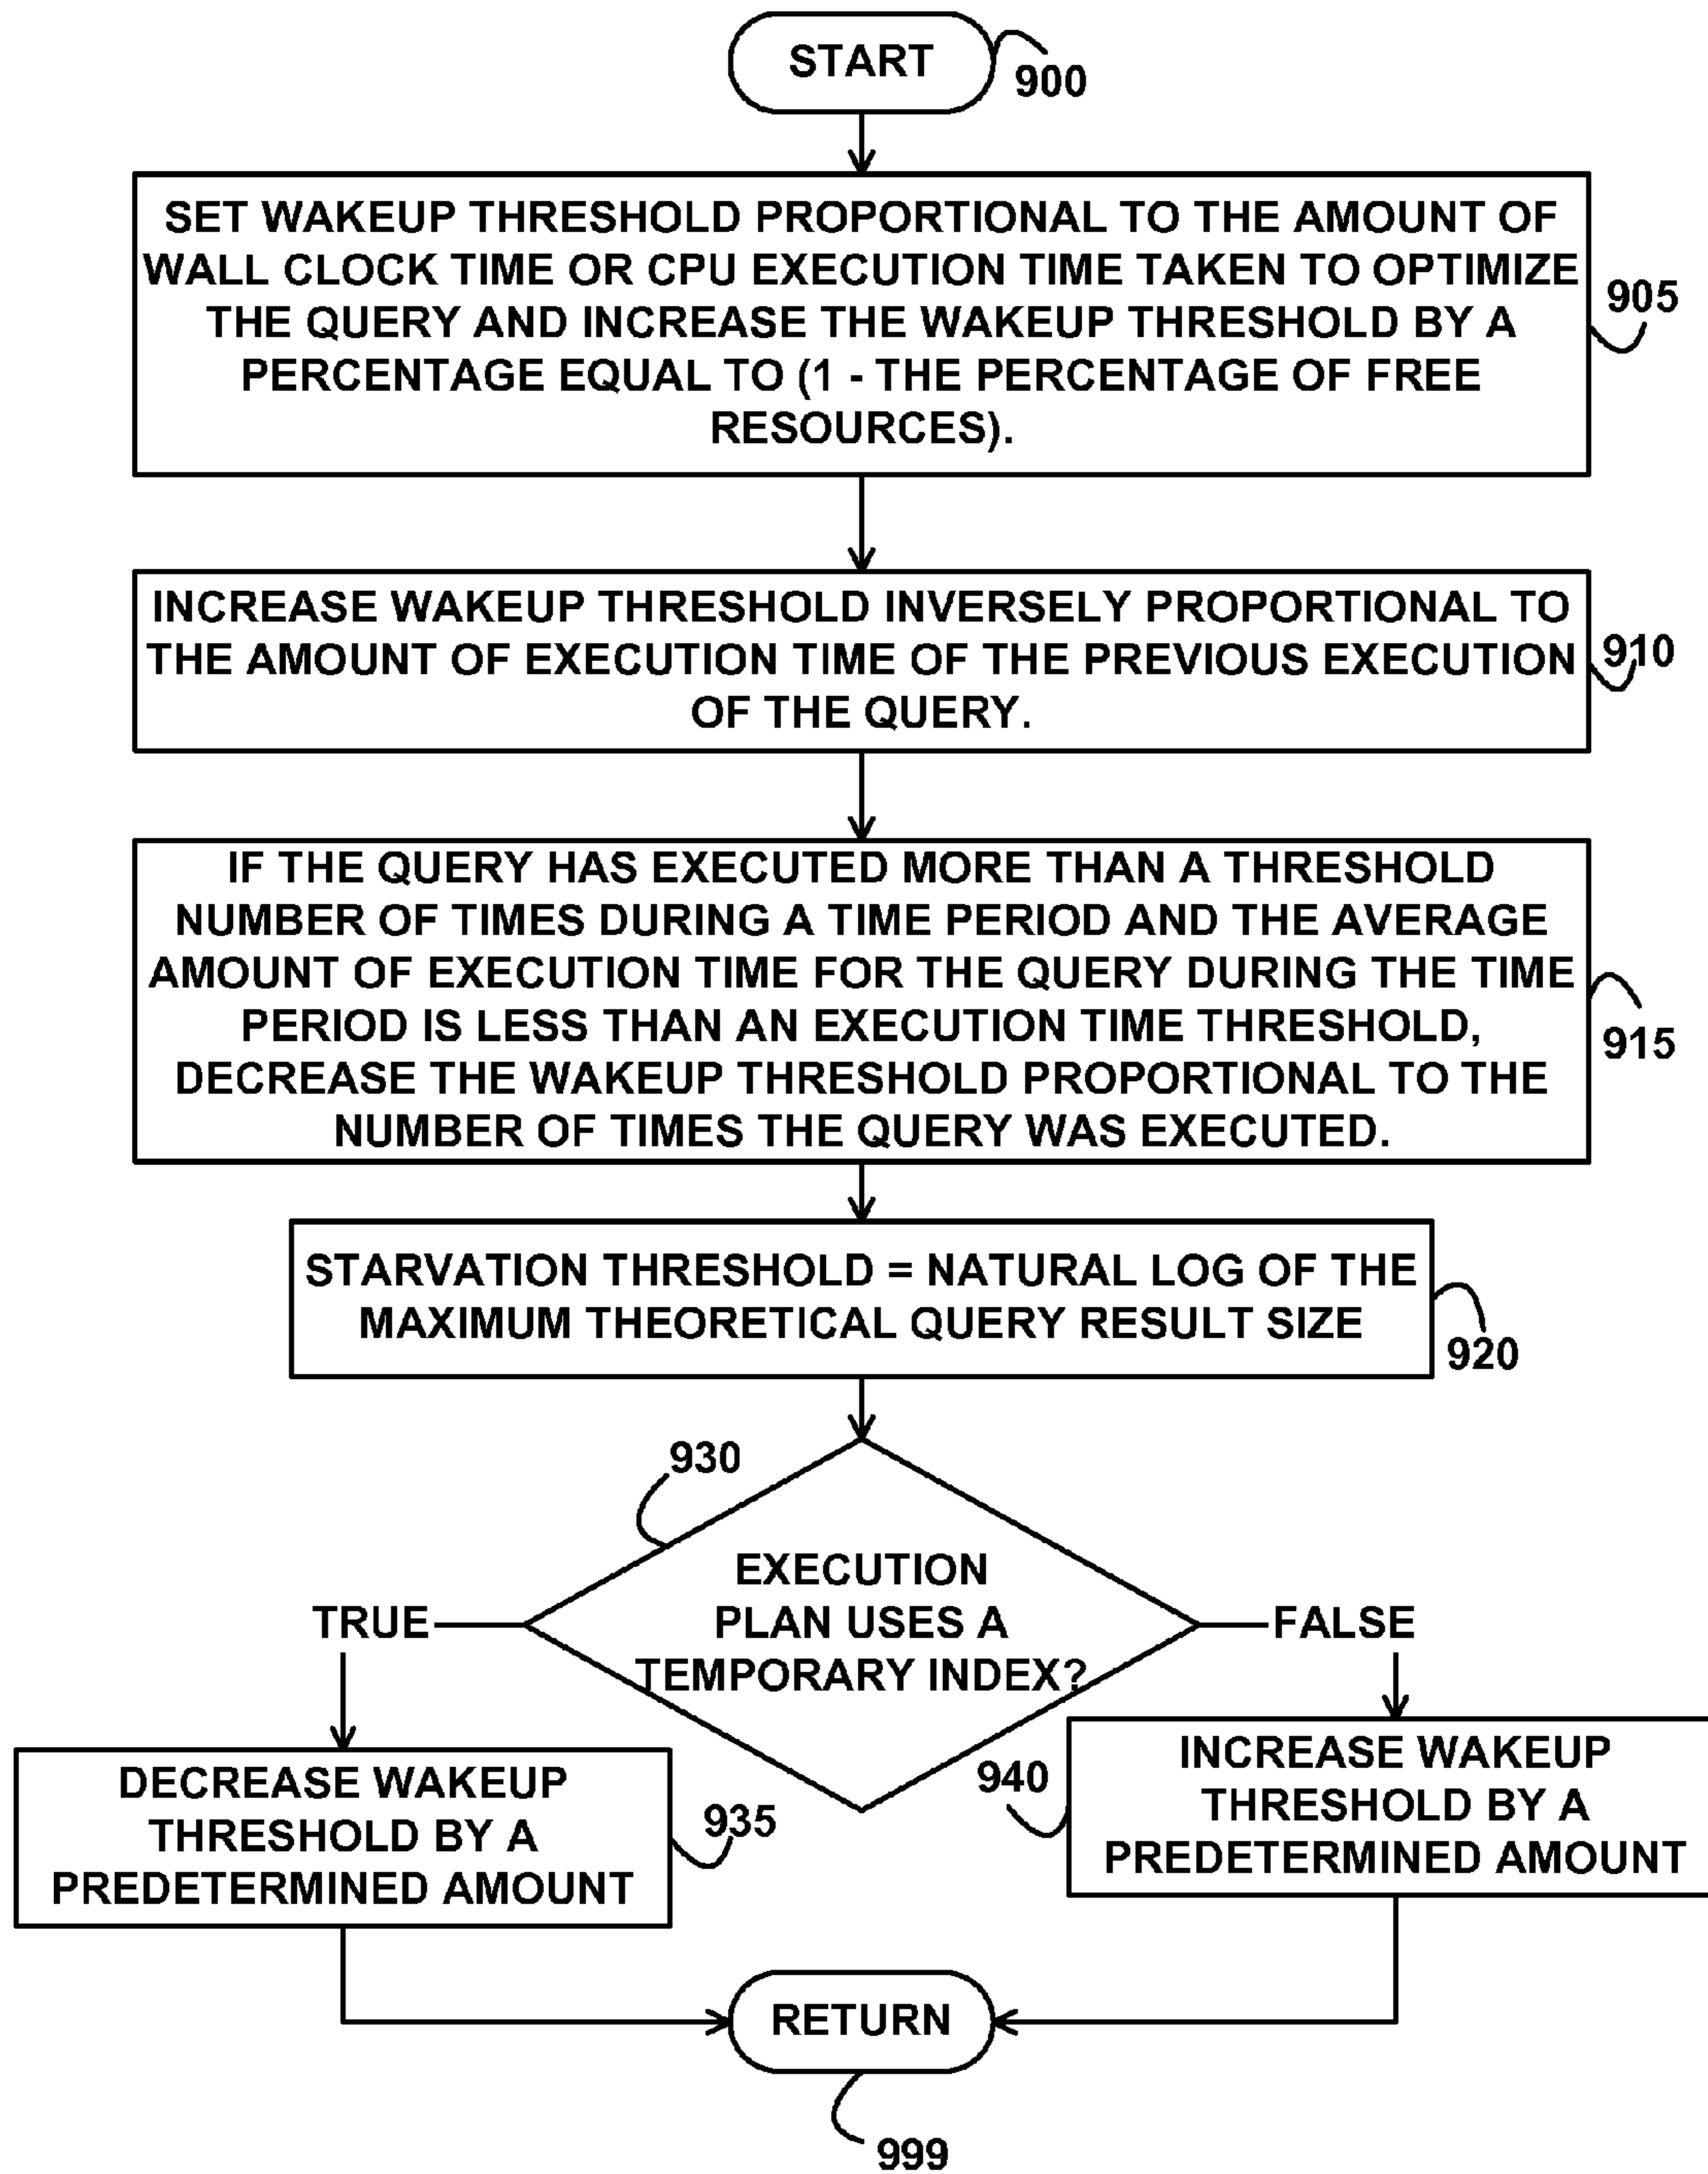 START
900
SET WAKEUP THRESHOLD PROPORTIONAL TO THE AMOUNT OF
WALL CLOCK TIME OR CPU EXECUTION TIME TAKEN TO OPTIMIZE
THE QUERY AND INCREASE THE WAKEUP THRESHOLD BY A
PERCENTAGE EQUAL TO (1 - THE PERCENTAGE OF FREE
RESOURCES).
905
INCREASE WAKEUP THRESHOLD INVERSELY PROPORTIONAL TO
THE AMOUNT OF EXECUTION TIME OF THE PREVIOUS EXECUTION
OF THE QUERY.
910
IF THE QUERY HAS EXECUTED MORE THAN A THRESHOLD
NUMBER OF TIMES DURING A TIME PERIOD AND THE AVERAGE
AMOUNT OF EXECUTION TIME FOR THE QUERY DURING THE TIME
PERIOD IS LESS THAN AN EXECUTION TIME THRESHOLD,
DECREASE THE WAKEUP THRESHOLD PROPORTIONAL TO THE
NUMBER OF TIMES THE QUERY WAS EXECUTED.
915
STARVATION THRESHOLD = NATURAL LOG OF THE
MAXIMUM THEORETICAL QUERY RESULT SIZE
920
930
EXECUTION
PLAN USES A
TEMPORARY INDEX?
TRUE
FALSE
DECREASE WAKEUP
THRESHOLD BY A
PREDETERMINED AMOUNT
935
940
INCREASE WAKEUP
THRESHOLD BY A
PREDETERMINED AMOUNT
RETURN
999